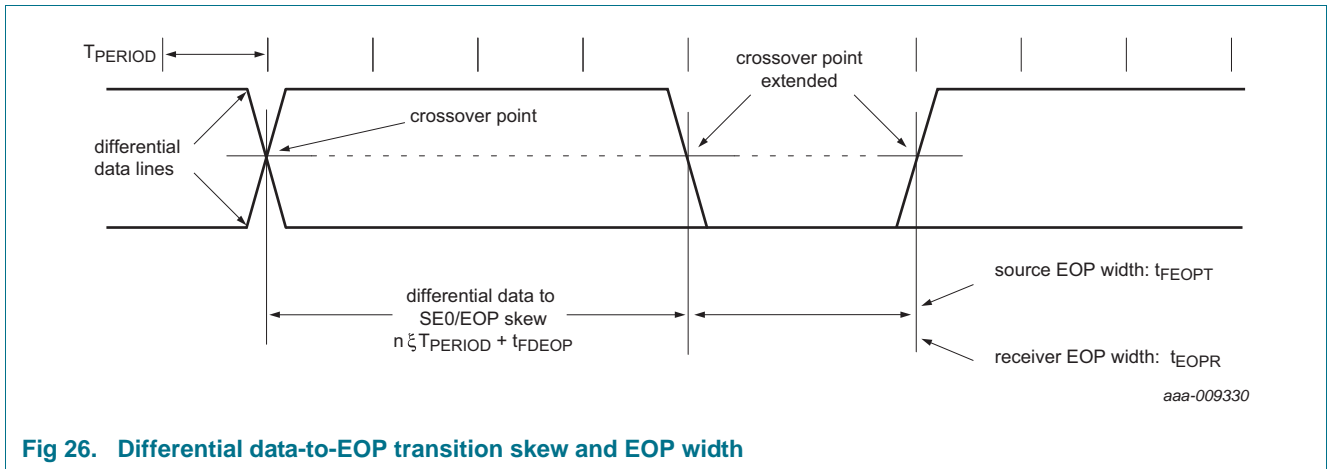 TPERIOD
crossover point
extended
crossover point
differential
data lines
differential data to
SE0/EOP skew
n ξ TPERIOD + tFDEOP
source EOP width: tFEOPT
receiver EOP width: tEOPR
aaa-009330
Fig 26. Differential data-to-EOP transition skew and EOP width